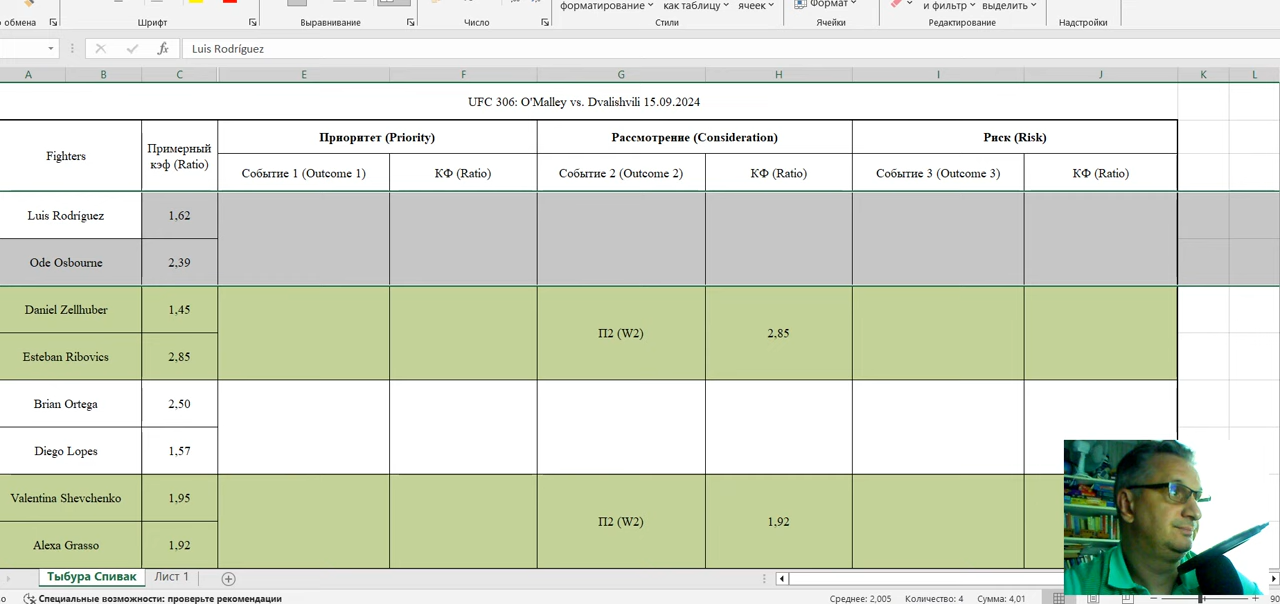 обмена
Шрифт
Выравнивание
Число
форматирование как таблицу ячеек
Стили
Формат
Ячейки
и фильтр выделить
Редактирование
Надстройки
fx Luis Rodríguez
A B C E F G H I J K L
UFC 306: O'Malley vs. Dvalishvili 15.09.2024
Fighters
Примерный
кэф (Ratio)
Приоритет (Priority)
Рассмотрение (Consideration)
Риск (Risk)
Событие 1 (Outcome 1) КФ (Ratio) Событие 2 (Outcome 2) КФ (Ratio) Событие 3 (Outcome 3) КФ (Ratio)
Luis Rodríguez 1,62
Ode Osbourne 2,39
Daniel Zellhuber 1,45
П2 (W2) 2,85
Esteban Ribovics 2,85
Brian Ortega 2,50
Diego Lopes 1,57
Valentina Shevchenko 1,95
П2 (W2) 1,92
Alexa Grasso 1,92
Тыбура Спивак Лист 1
Специальные возможности: проверьте рекомендации
Среднее: 2,005 Количество: 4 Сумма: 4,01
90